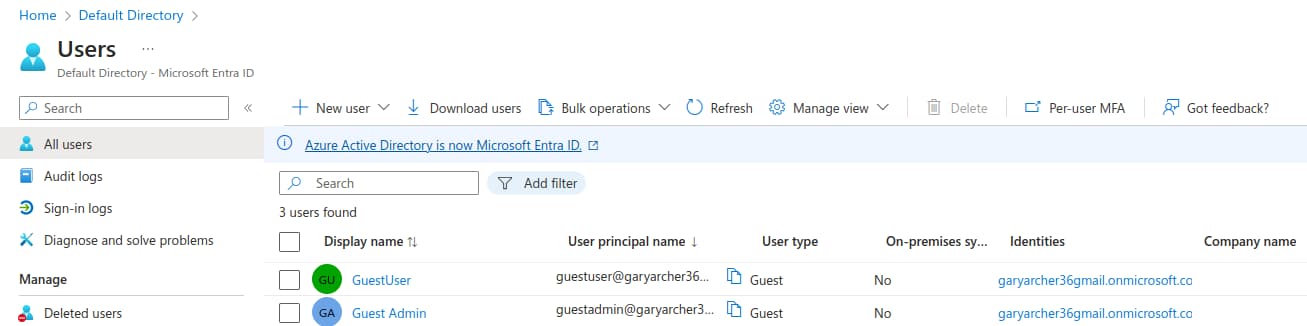 Home > Default Directory >
Users ...
Default Directory - Microsoft Entra ID
Search «
New user Download users Bulk operations Refresh Manage view Delete Per-user MFA Got feedback?
All users
Audit logs
Sign-in logs
Diagnose and solve problems
Manage
Deleted users
Azure Active Directory is now Microsoft Entra ID.
Search Add filter
3 users found
Display name ↑↓ User principal name ↓ User type On-premises sy... Identities Company name
GU GuestUser guestuser@garyarcher36... Guest No garyarcher36gmail.onmicrosoft.co
GA Guest Admin guestadmin@garyarcher3... Guest No garyarcher36gmail.onmicrosoft.co